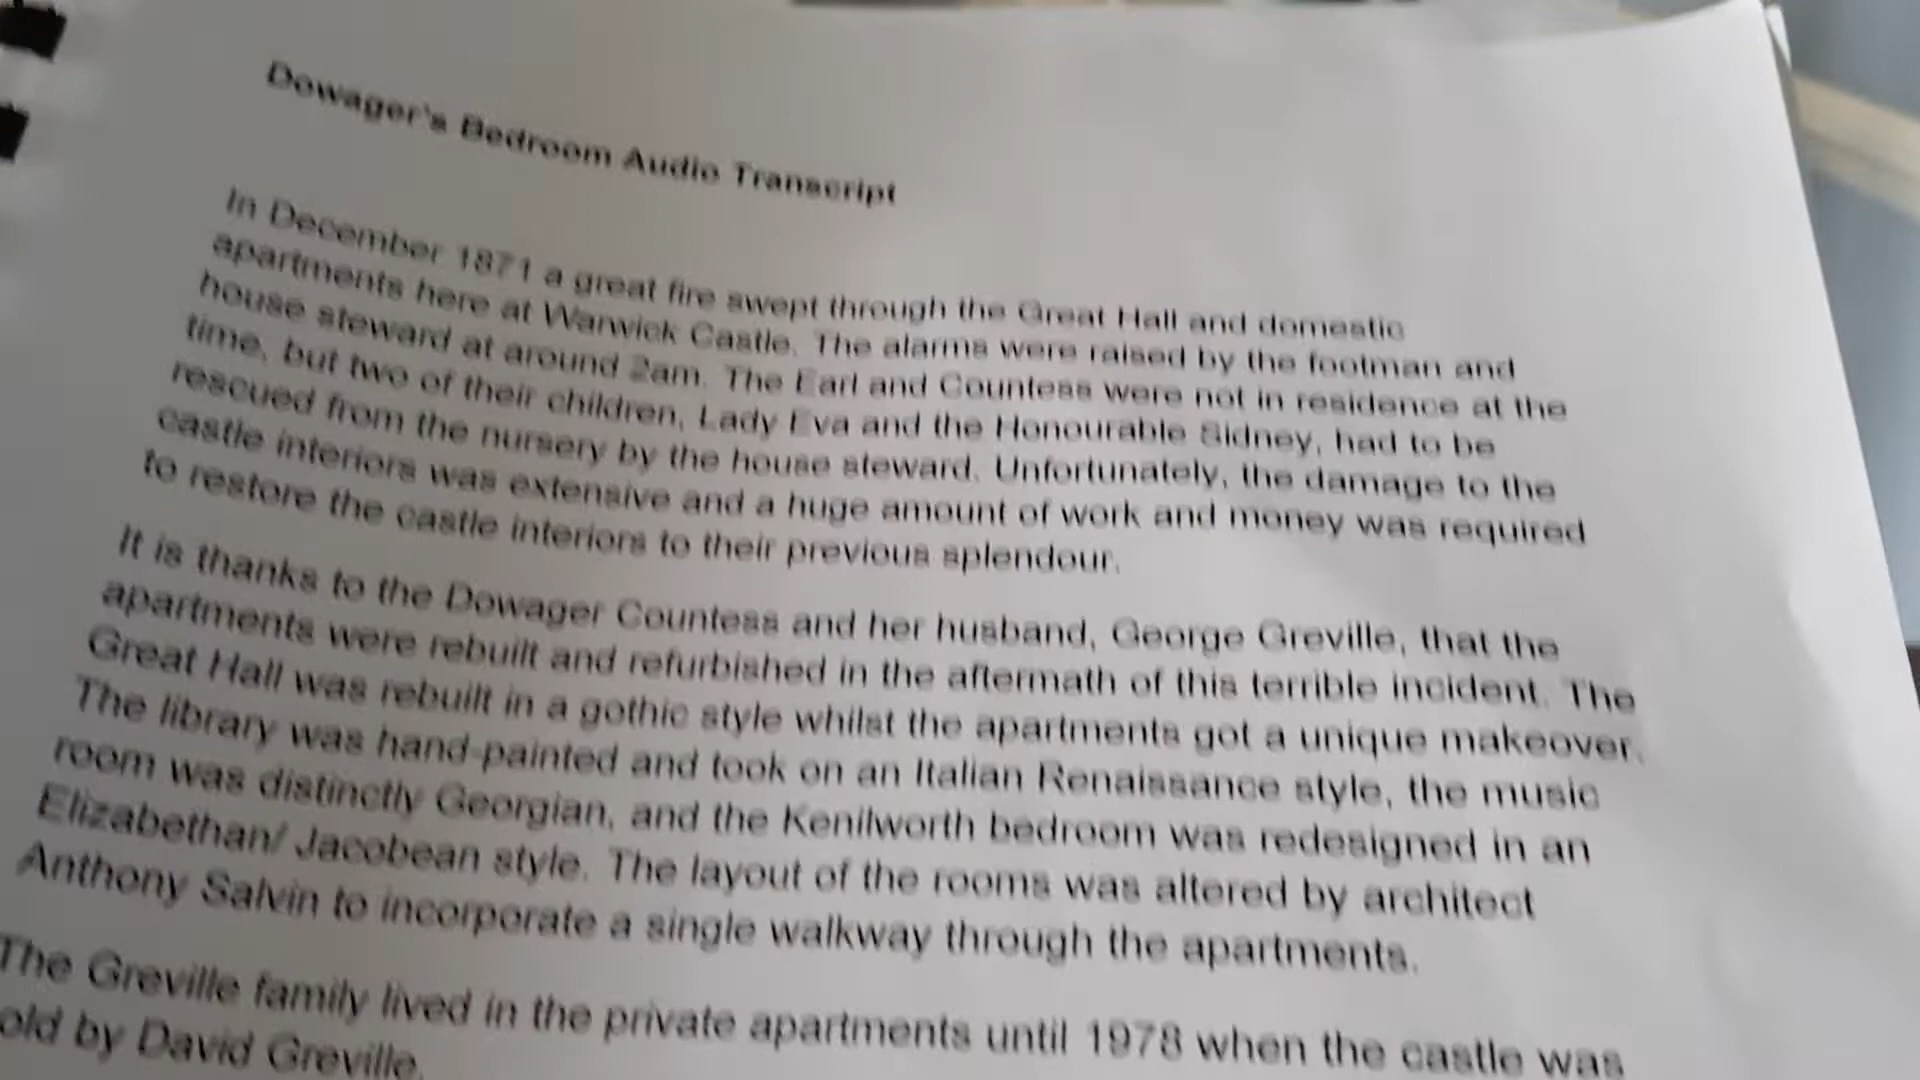 Dowager's Bedroom Audio Transcript
In December 1871 a great fire swept through the Great Hall and domestic
apartments here at Warwick Castle. The alarms were raised by the footman and
house steward at around 2am. The Earl and Countess were not in residence at the
time, but two of their children, Lady Eva and the Honourable Sidney, had to be
rescued from the nursery by the house steward. Unfortunately, the damage to the
castle interiors was extensive and a huge amount of work and money was required
to restore the castle interiors to their previous splendour.
It is thanks to the Dowager Countess and her husband, George Greville, that the
apartments were rebuilt and refurbished in the aftermath of this terrible incident. The
Great Hall was rebuilt in a gothic style whilst the apartments got a unique makeover.
The library was hand-painted and took on an Italian Renaissance style, the music
room was distinctly Georgian, and the Kenilworth bedroom was redesigned in an
Elizabethan/ Jacobean style. The layout of the rooms was altered by architect
Anthony Salvin to incorporate a single walkway through the apartments.
The Greville family lived in the private apartments until 1978 when the castle was
old by David Greville.